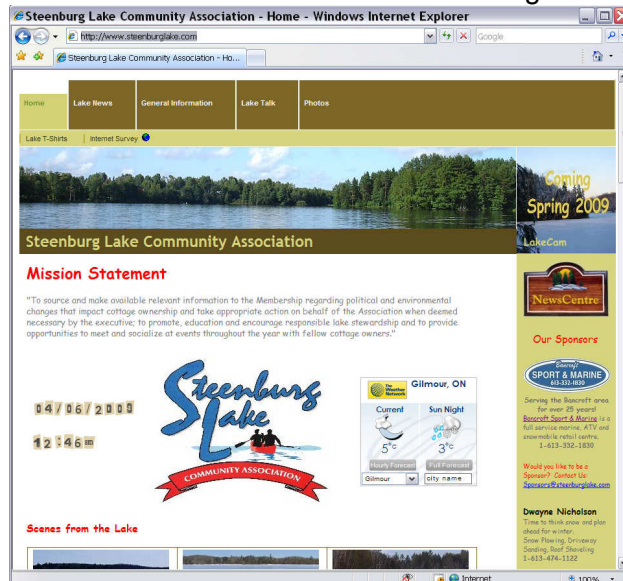 Steenburg Lake Community Association - Home - Windows Internet Explorer
http://www.steenburglake.com
Google
Steenburg Lake Community Association - Ho...
Home
Lake News
General Information
Lake Talk
Photos
Lake T-Shirts
Internet Survey
Coming
Spring 2009
LakeCam
Steenburg Lake Community Association
Mission Statement
"To source and make available relevant information to the Membership regarding political and environmental
changes that impact cottage ownership and take appropriate action on behalf of the Association when deemed
necessary by the executive; to promote, education and encourage responsible lake stewardship and to provide
opportunities to meet and socialize at events throughout the year with fellow cottage owners."
04/06/2009
12:46
Steenburg
Lake
COMMUNITY ASSOCIATION
The Weather Network
Gilmour, ON
Current
Sun Night
5°C
3°C
Hourly Forecast
Full Forecast
Gilmour
city name
NewsCentre
Our Sponsors
Bancroft
SPORT & MARINE
613-332-1830
Serving the Bancroft area
for over 25 years!
Bancroft Sport & Marine is a
full service marine, ATV and
snowmobile retail centre.
1-613-332-1830
Would you like to be a
Sponsor? Contact Us:
Sponsors@steenburglake.com
Dwayne Nicholson
Time to think snow and plan
ahead for winter.
Snow Plowing, Driveway
Sanding, Roof Shoveling
1-613-474-1122
Scenes from the Lake
Internet
100%